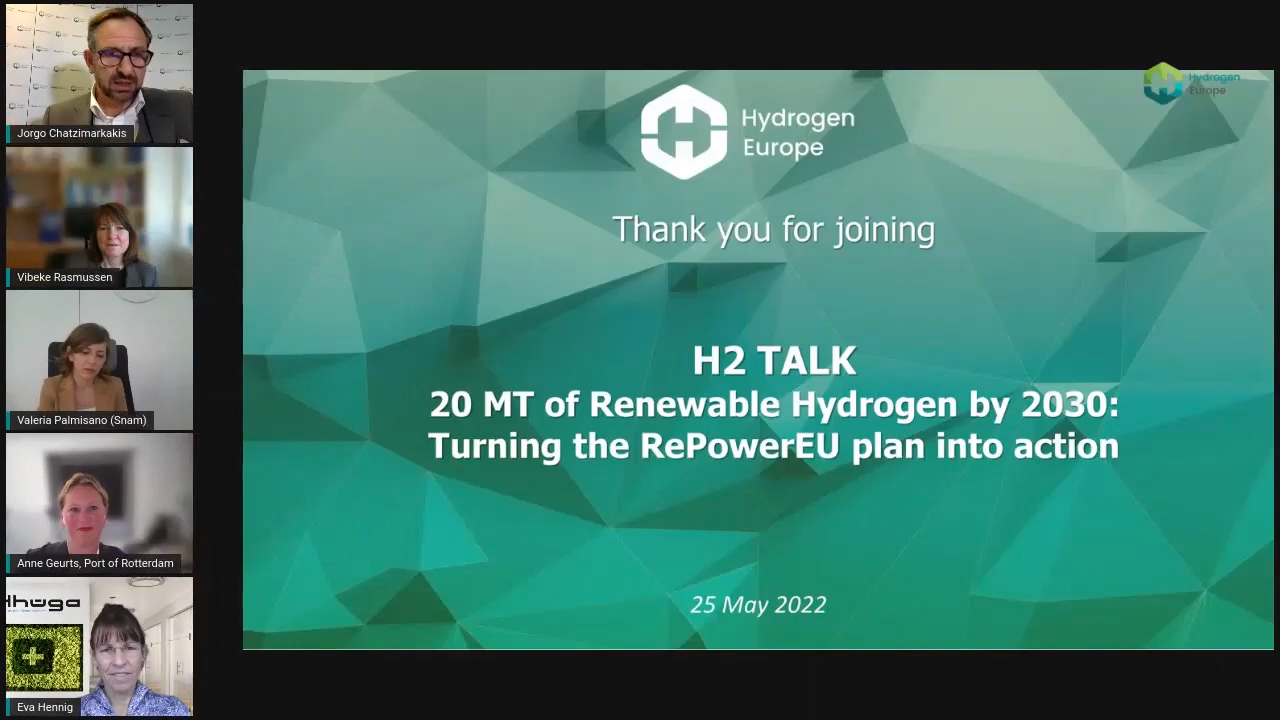 Jorgo Chatzimarkakis
Vibeke Rasmussen
Valeria Palmisano (Snam)
Anne Geurts, Port of Rotterdam
Eva Hennig
Hydrogen
Europe
Hydrogen
Europe
Thank you for joining
H2 TALK
20 MT of Renewable Hydrogen by 2030:
Turning the RePowerEU plan into action
25 May 2022